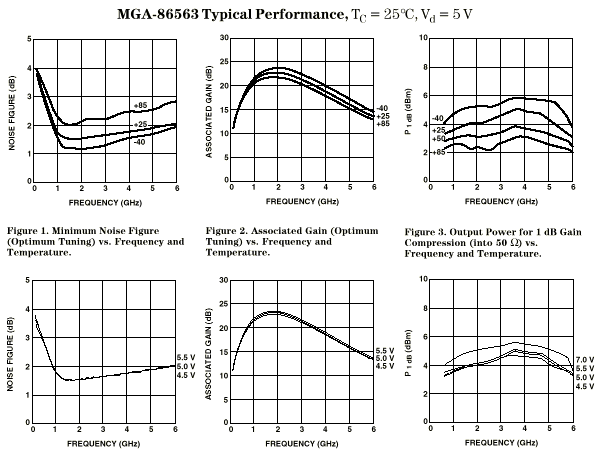 MGA-86563 Typical Performance, T_C = 25°C, V_d = 5 V
NOISE FIGURE (dB)
5
4
3
2
1
0
+85
+25
-40
0 1 2 3 4 5 6
FREQUENCY (GHz)
ASSOCIATED GAIN (dB)
30
25
20
15
10
5
0
-40
+25
+85
0 1 2 3 4 5 6
FREQUENCY (GHz)
P 1 dB (dBm)
10
8
6
4
2
0
-40
+25
+50
+85
0 1 2 3 4 5 6
FREQUENCY (GHz)
Figure 1. Minimum Noise Figure
(Optimum Tuning) vs. Frequency and
Temperature.
Figure 2. Associated Gain (Optimum
Tuning) vs. Frequency and
Temperature.
Figure 3. Output Power for 1 dB Gain
Compression (into 50 Ω) vs.
Frequency and Temperature.
NOISE FIGURE (dB)
5
4
3
2
1
0
5.5 V
5.0 V
4.5 V
0 1 2 3 4 5 6
FREQUENCY (GHz)
ASSOCIATED GAIN (dB)
30
25
20
15
10
5
0
5.5 V
5.0 V
4.5 V
0 1 2 3 4 5 6
FREQUENCY (GHz)
P 1 dB (dBm)
10
8
6
4
2
0
7.0 V
5.5 V
5.0 V
4.5 V
0 1 2 3 4 5 6
FREQUENCY (GHz)